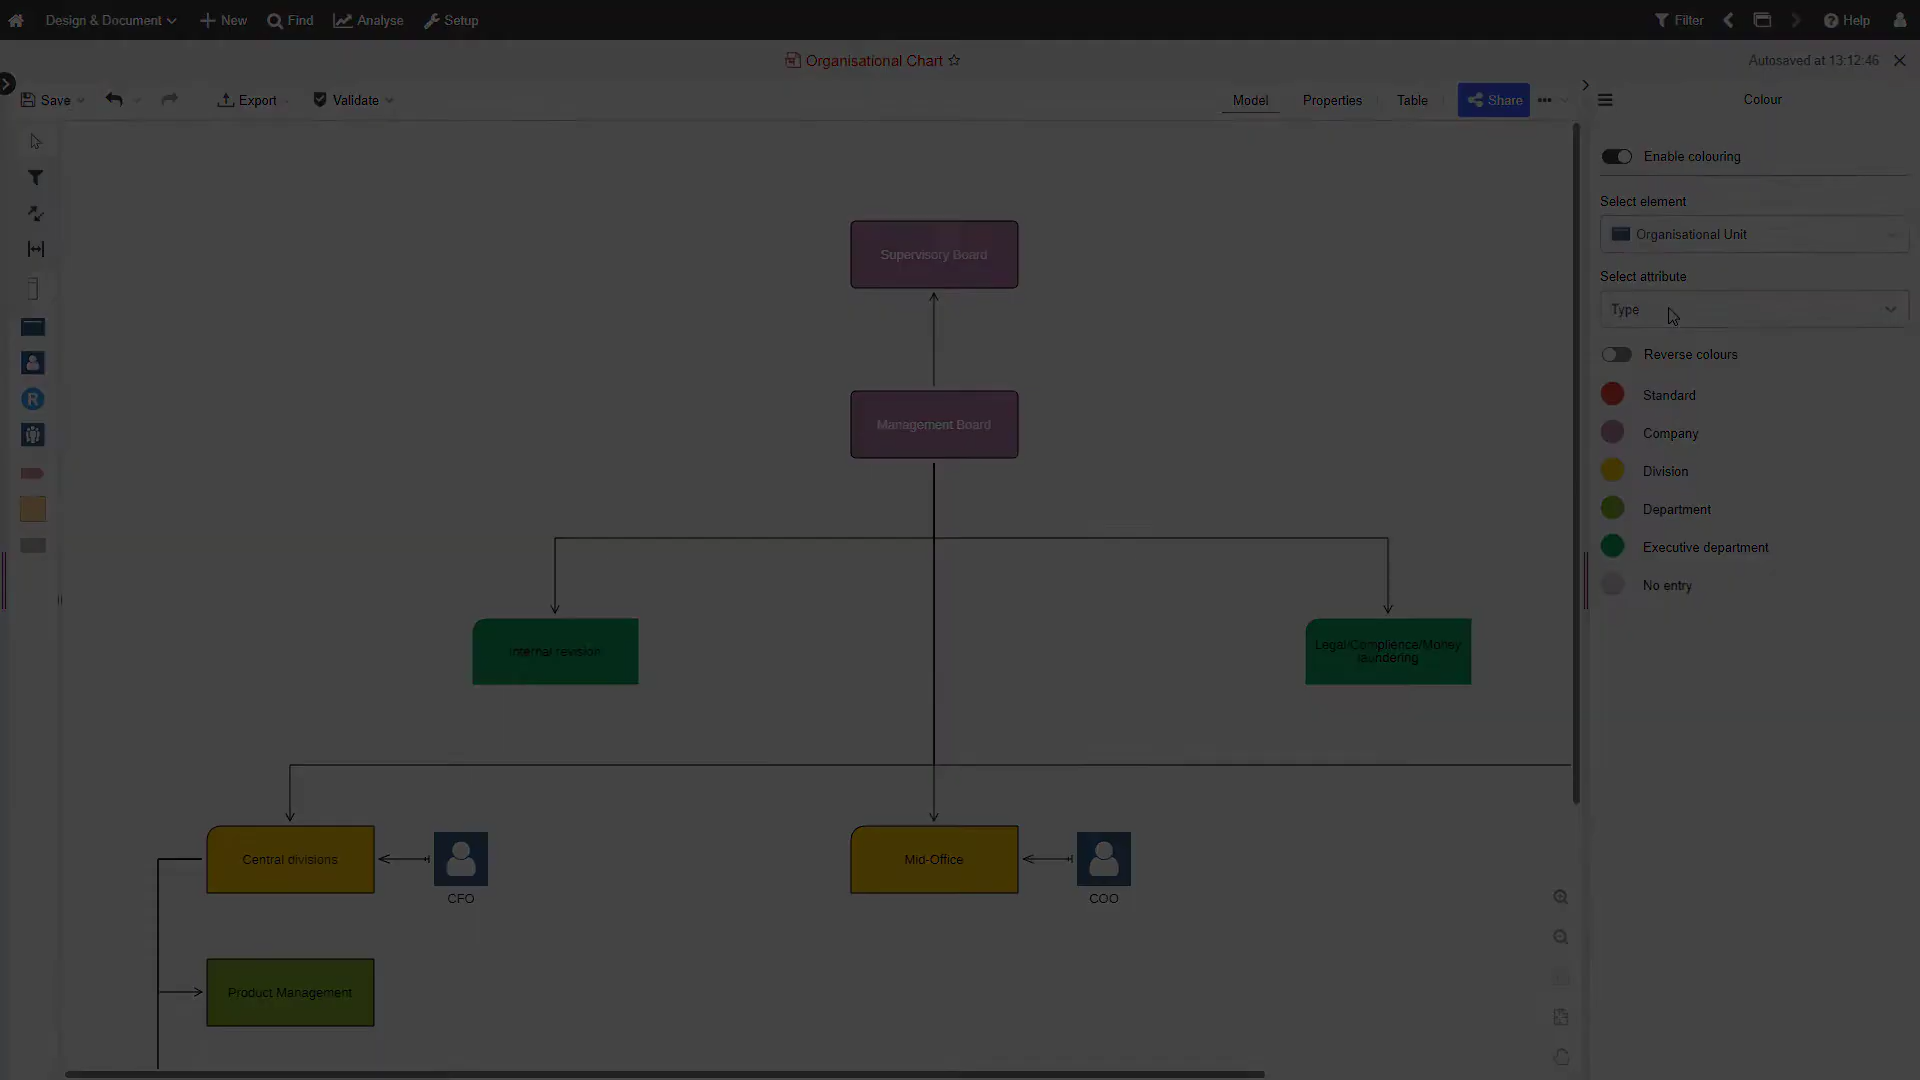 Design & Document
New
Find
Analyse
Setup
Filter
Help
Organisational Chart
Autosaved at 13:12:46
Save
Export
Validate
Model
Properties
Table
Share
Colour
Enable colouring
Select element
Organisational Unit
Select attribute
Type
Reverse colours
Standard
Company
Division
Department
Executive department
No entry
Supervisory Board
Management Board
Internal revision
Legal/Complience/Money
laundering
Central divisions
CFO
Mid-Office
COO
Product Management
R